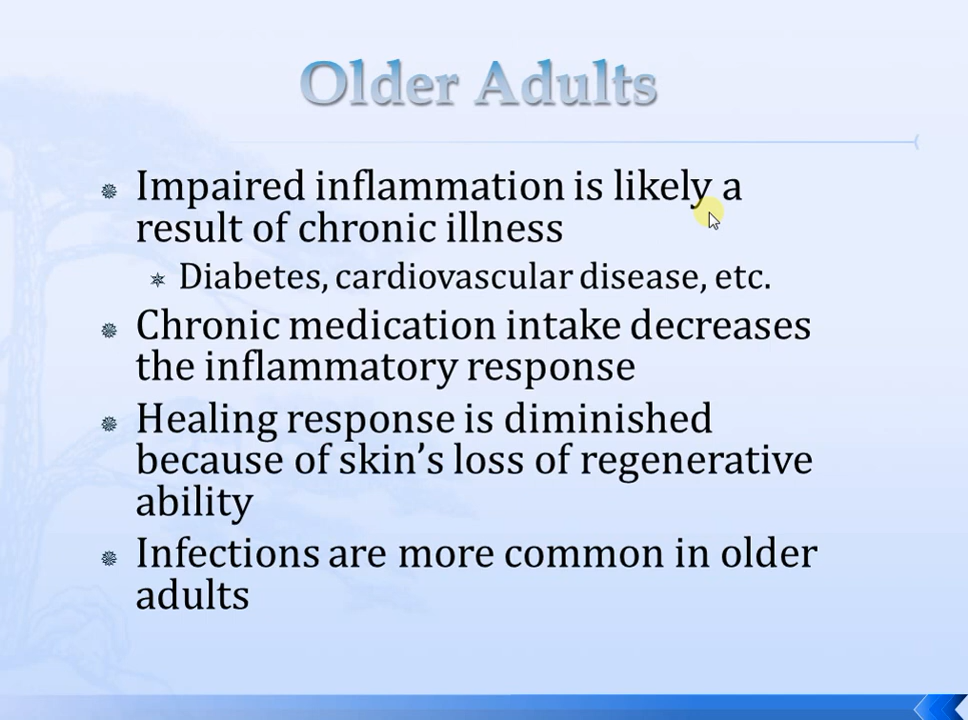 Older Adults
Impaired inflammation is likely a
result of chronic illness
Diabetes, cardiovascular disease, etc.
Chronic medication intake decreases
the inflammatory response
Healing response is diminished
because of skin’s loss of regenerative
ability
Infections are more common in older
adults